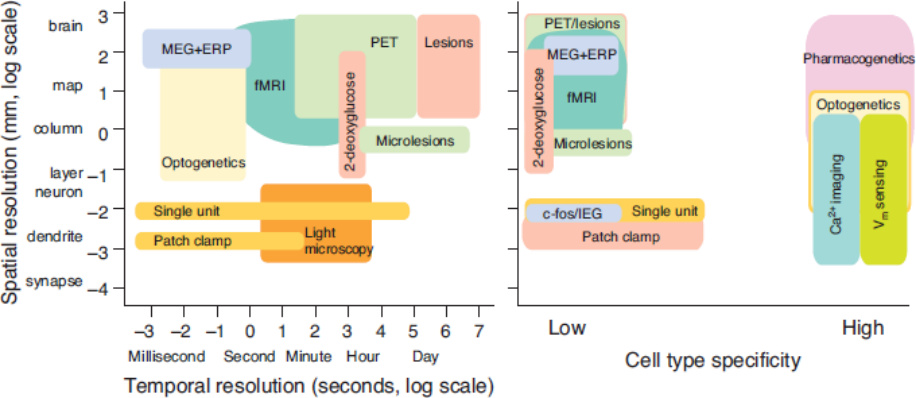 Spatial resolution (mm, log scale)
brain
map
column
layer
neuron
dendrite
synapse
3
2
1
0
−1
−2
−3
−4
MEG+ERP
fMRI
PET
Lesions
2-deoxyglucose
Microlesions
Optogenetics
Single unit
Patch clamp
Light
microscopy
−3 −2 −1 0 1 2 3 4 5 6 7
Millisecond Second Minute Hour Day
Temporal resolution (seconds, log scale)
PET/lesions
MEG+ERP
fMRI
2-deoxyglucose
Microlesions
c-fos/IEG
Single unit
Patch clamp
Pharmacogenetics
Optogenetics
Ca2+ imaging
Vm sensing
Low High
Cell type specificity